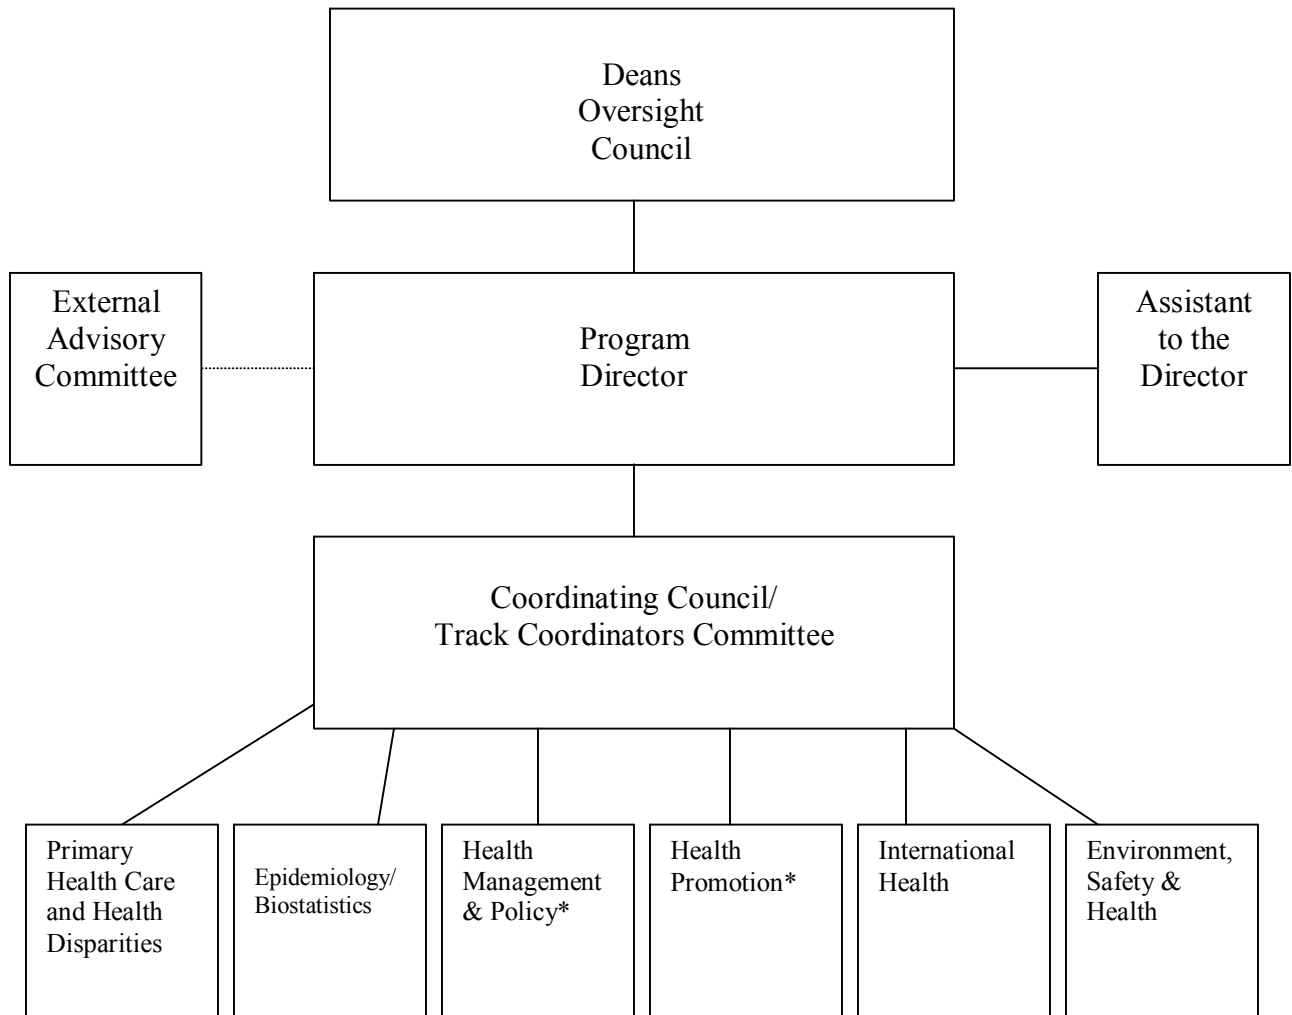 Deans
Oversight
Council
External
Advisory
Committee
Program
Director
Assistant
to the
Director
Coordinating Council/
Track Coordinators Committee
Primary
Health Care
and Health
Disparities
Epidemiology/
Biostatistics
Health
Management
& Policy*
Health
Promotion*
International
Health
Environment,
Safety &
Health